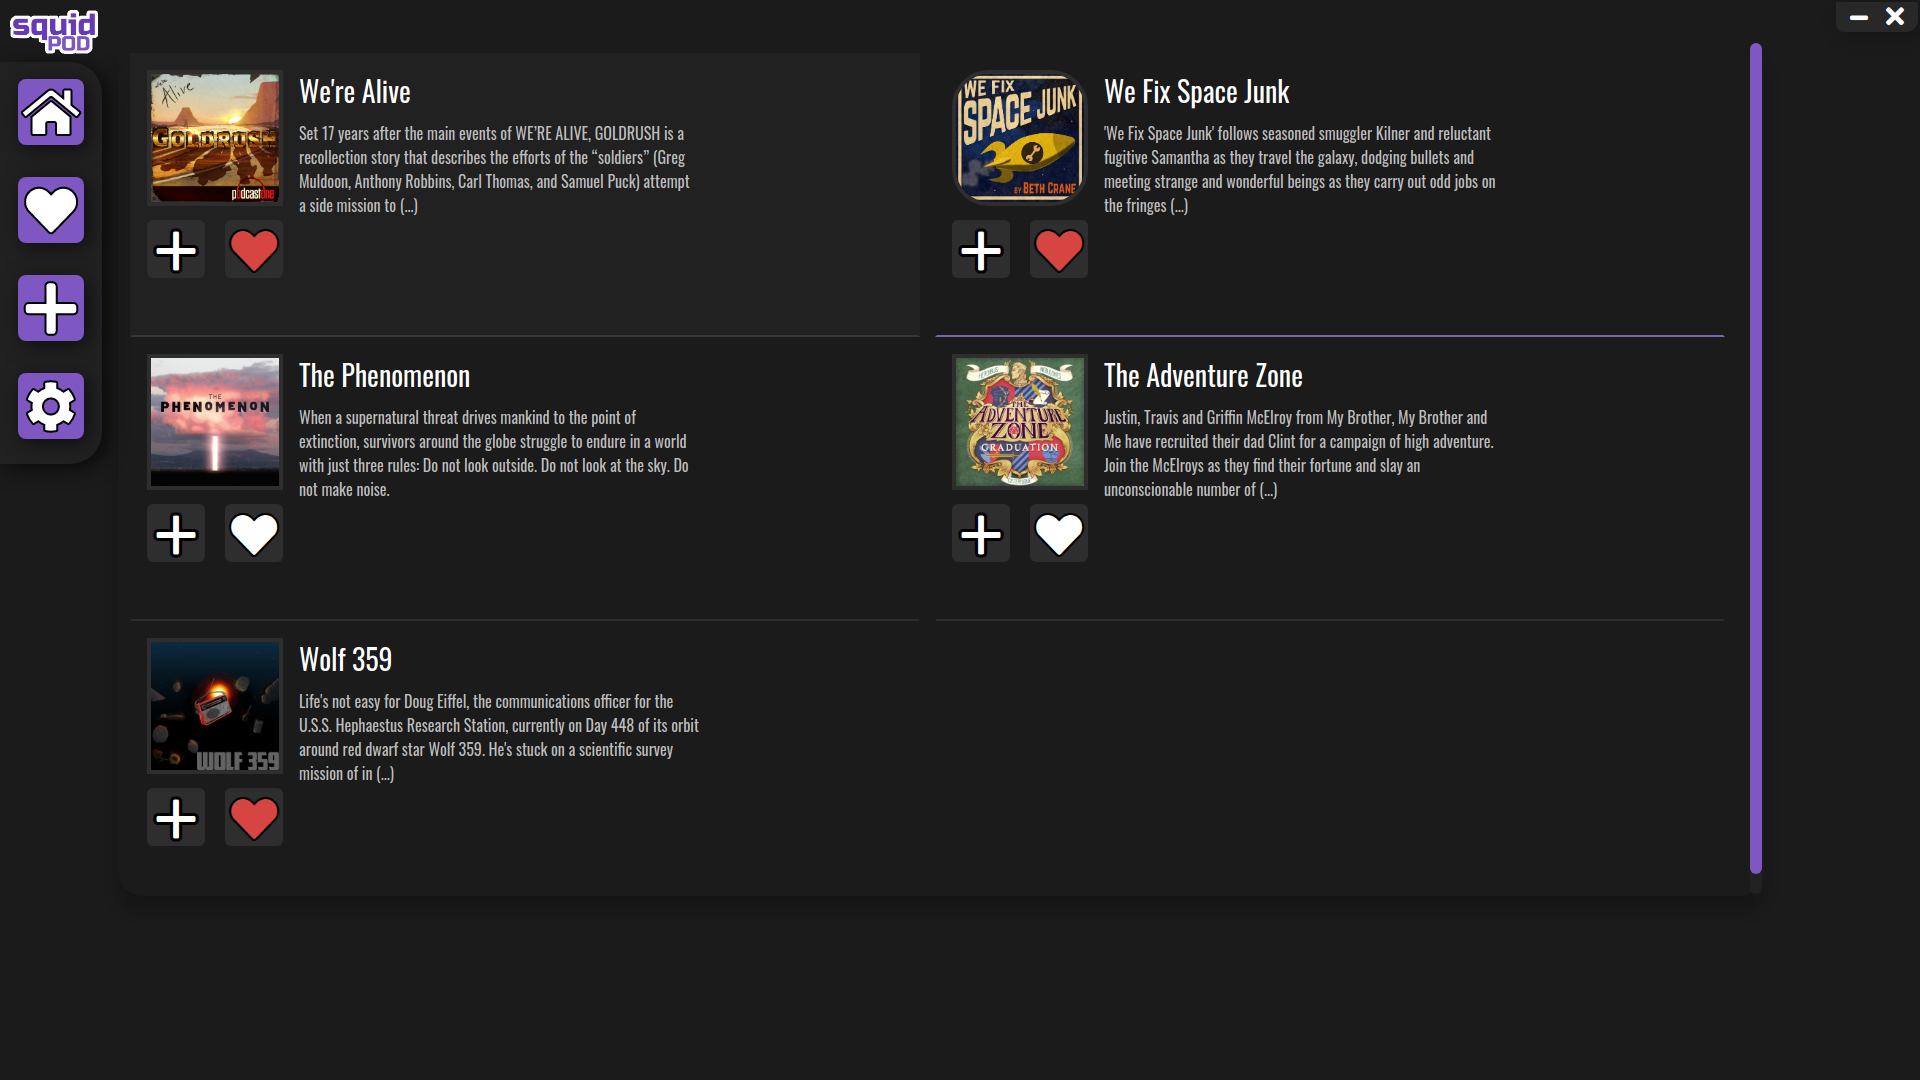 squid
POD
Alive
GOLDRUSH
podcastone
We're Alive
Set 17 years after the main events of WE’RE ALIVE, GOLDRUSH is a
recollection story that describes the efforts of the “soldiers” (Greg
Muldoon, Anthony Robbins, Carl Thomas, and Samuel Puck) attempt
a side mission to (...)
WE FIX
SPACE JUNK
BY BETH CRANE
We Fix Space Junk
'We Fix Space Junk' follows seasoned smuggler Kilner and reluctant
fugitive Samantha as they travel the galaxy, dodging bullets and
meeting strange and wonderful beings as they carry out odd jobs on
the fringes (...)
THE
PHENOMENON
The Phenomenon
When a supernatural threat drives mankind to the point of
extinction, survivors around the globe struggle to endure in a world
with just three rules: Do not look outside. Do not look at the sky. Do
not make noise.
THE
ADVENTURE
ZONE
GRADUATION
The Adventure Zone
Justin, Travis and Griffin McElroy from My Brother, My Brother and
Me have recruited their dad Clint for a campaign of high adventure.
Join the McElroys as they find their fortune and slay an
unconscionable number of (...)
WOLF 359
Wolf 359
Life's not easy for Doug Eiffel, the communications officer for the
U.S.S. Hephaestus Research Station, currently on Day 448 of its orbit
around red dwarf star Wolf 359. He's stuck on a scientific survey
mission of in (...)